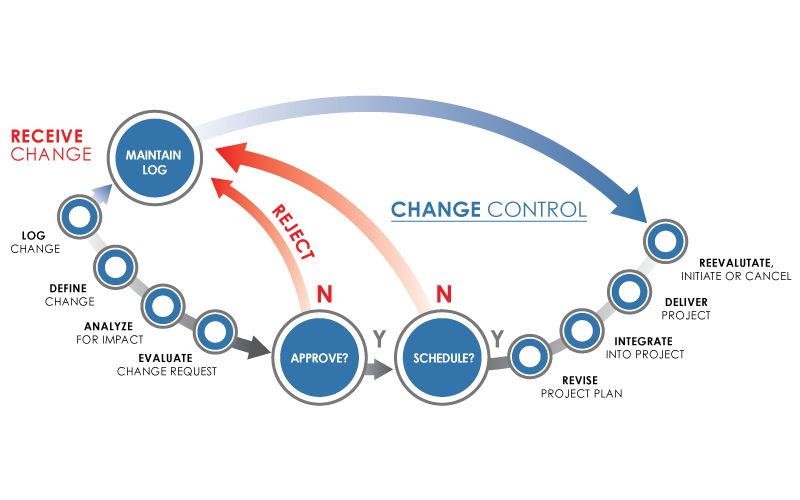 RECEIVE
CHANGE
MAINTAIN
LOG
CHANGE CONTROL
REJECT
LOG
CHANGE
DEFINE
CHANGE
ANALYZE
FOR IMPACT
EVALUATE
CHANGE REQUEST
N
APPROVE?
Y
N
SCHEDULE?
Y
REVISE
PROJECT PLAN
INTEGRATE
INTO PROJECT
DELIVER
PROJECT
REEVALUTATE,
INITIATE OR CANCEL